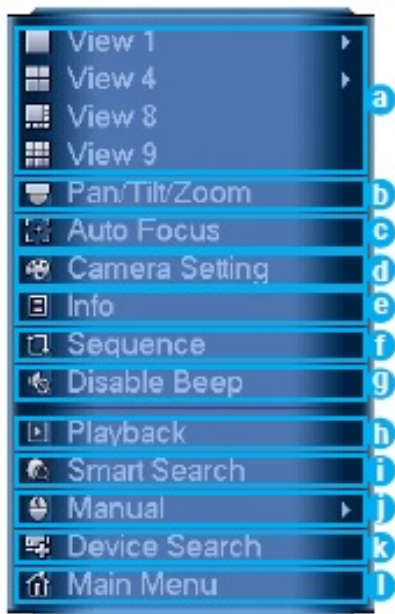 View 1
View 4
View 8
View 9
a
Pan/Tilt/Zoom b
Auto Focus c
Camera Setting d
Info e
Sequence f
Disable Beep g
Playback h
Smart Search i
Manual j
Device Search k
Main Menu l